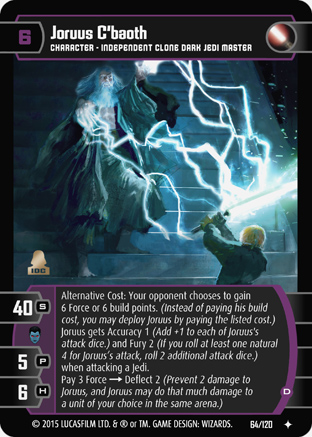 6
Joruus C'baoth
CHARACTER - INDEPENDENT CLONE DARK JEDI MASTER
IDC
40 S
5 P
6 H
Alternative Cost: Your opponent chooses to gain
6 Force or 6 build points. (Instead of paying his build
cost, you may deploy Joruus by paying the listed cost.)
Joruus gets Accuracy 1 (Add +1 to each of Joruus's
attack dice.) and Fury 2 (If you roll at least one natural
4 for Joruus's attack, roll 2 additional attack dice.)
when attacking a Jedi.
Pay 3 Force → Deflect 2 (Prevent 2 damage to
Joruus, and Joruus may do that much damage to
a unit of your choice in the same arena.)
D
© 2015 LUCASFILM LTD. & ® or TM. GAME DESIGN: WIZARDS.
64/120